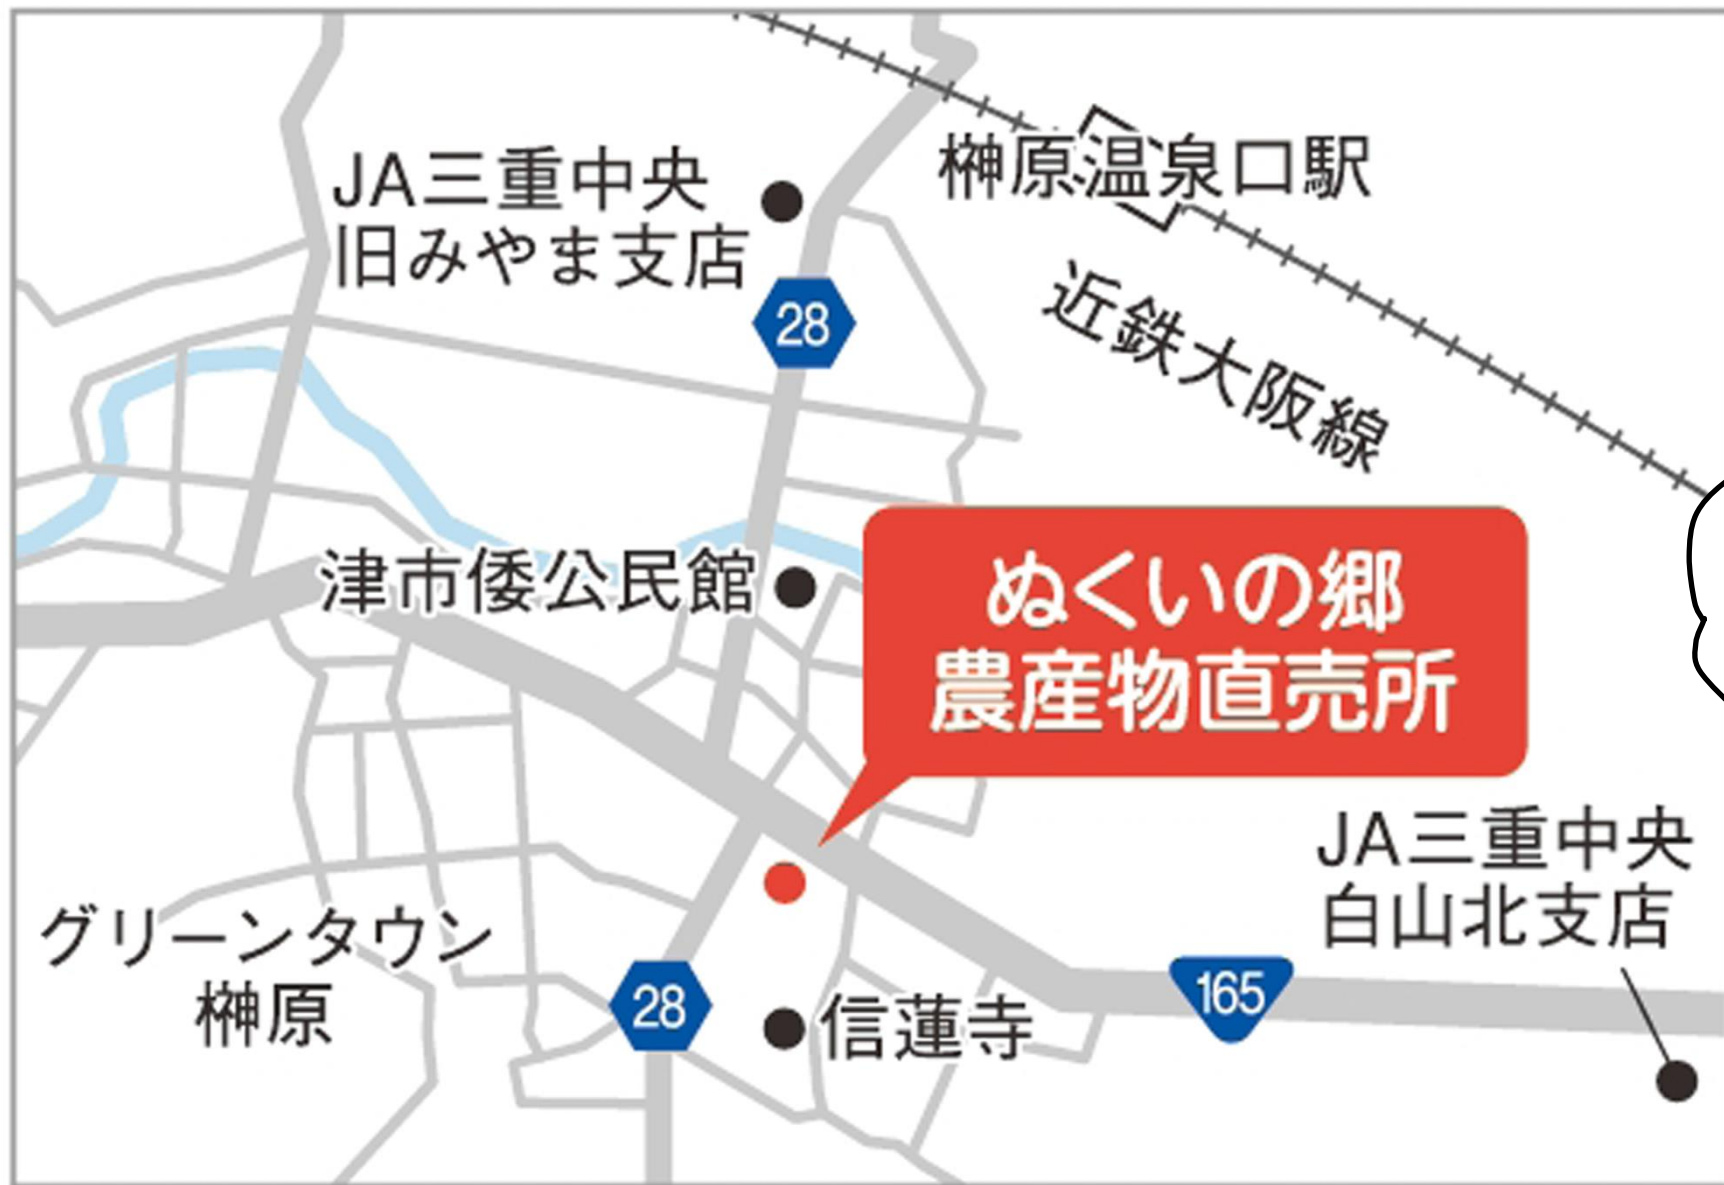 榊原温泉口駅
JA三重中央
旧みやま支店
28
近鉄大阪線
津市倭公民館
ぬくいの郷
農産物直売所
JA三重中央
白山北支店
グリーンタウン
榊原
28
信蓮寺
165